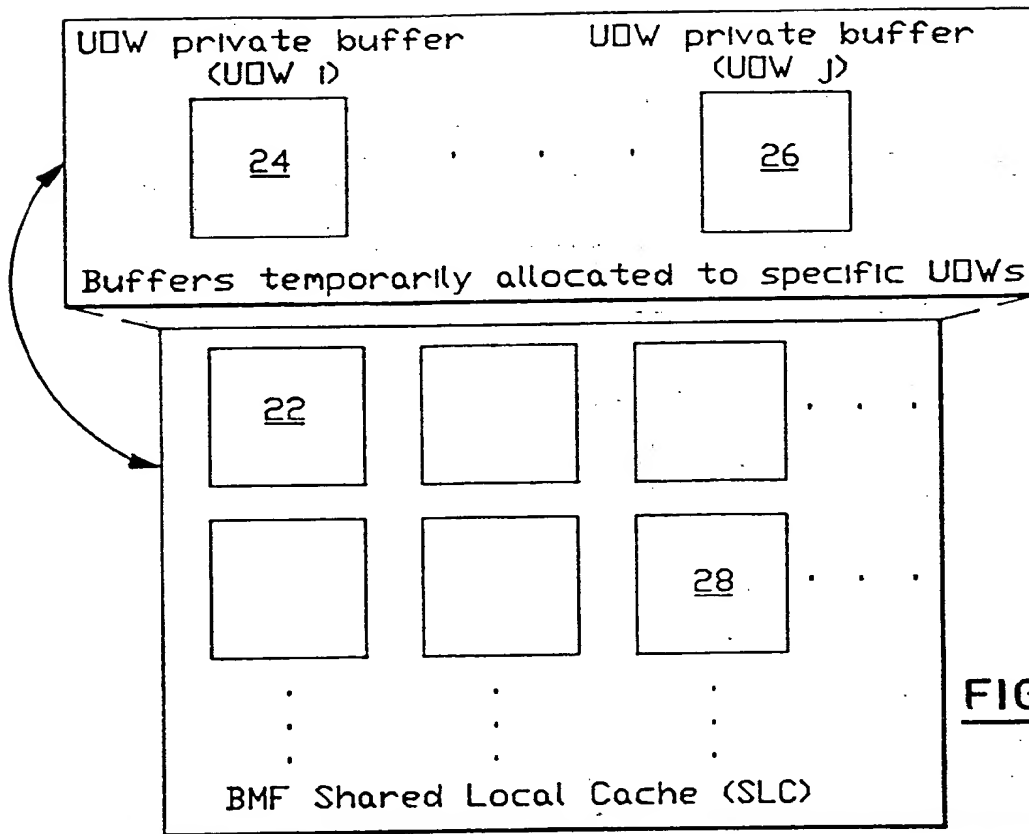 UOW private buffer UOW private buffer
(UOW i) (UOW j)
24 26
Buffers temporarily allocated to specific UOWs
22
28
FIG
BMF Shared Local Cache (SLC)